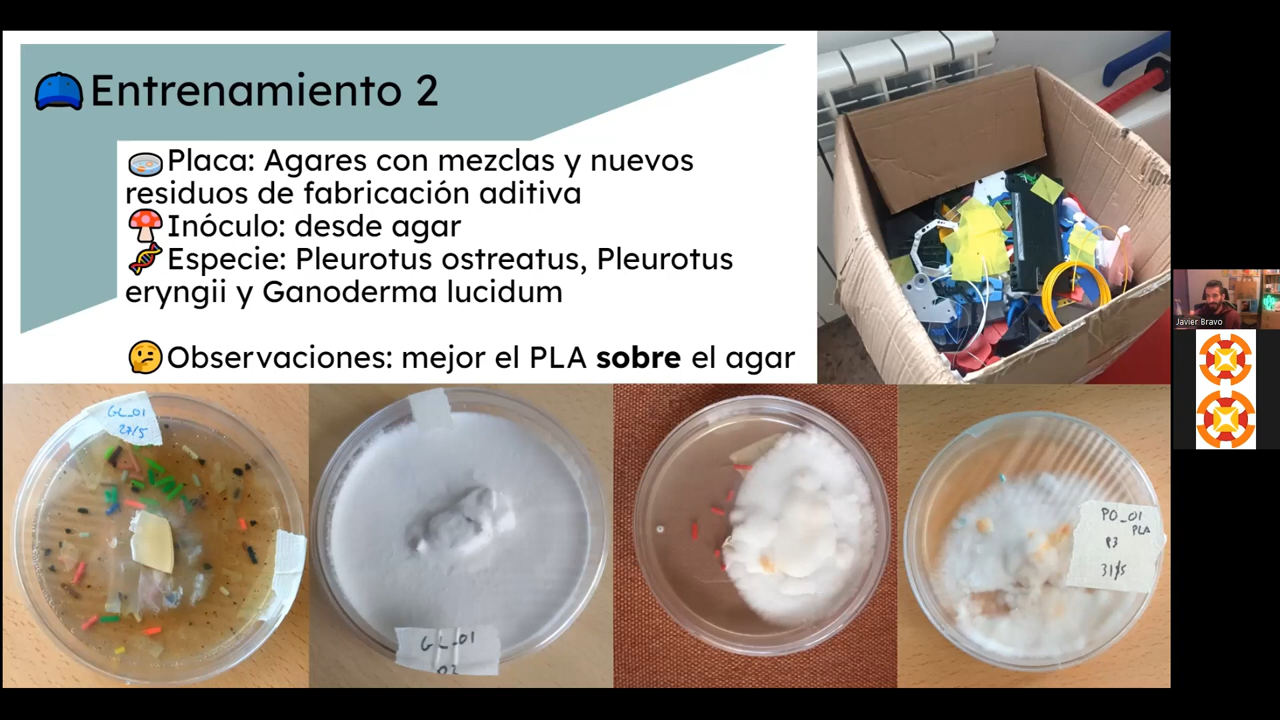 Entrenamiento 2
Placa: Agares con mezclas y nuevos
residuos de fabricación aditiva
Inóculo: desde agar
Especie: Pleurotus ostreatus, Pleurotus
eryngii y Ganoderma lucidum
Observaciones: mejor el PLA sobre el agar
GL_01
27/5
GL_01
PO_01
PLA
P3
31/5
Javier Bravo